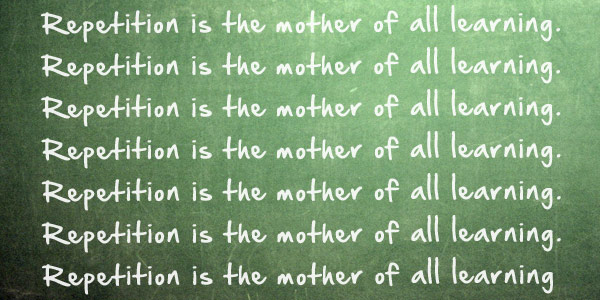 Repetition is the mother of all learning.
Repetition is the mother of all learning.
Repetition is the mother of all learning.
Repetition is the mother of all learning.
Repetition is the mother of all learning.
Repetition is the mother of all learning.
Repetition is the mother of all learning